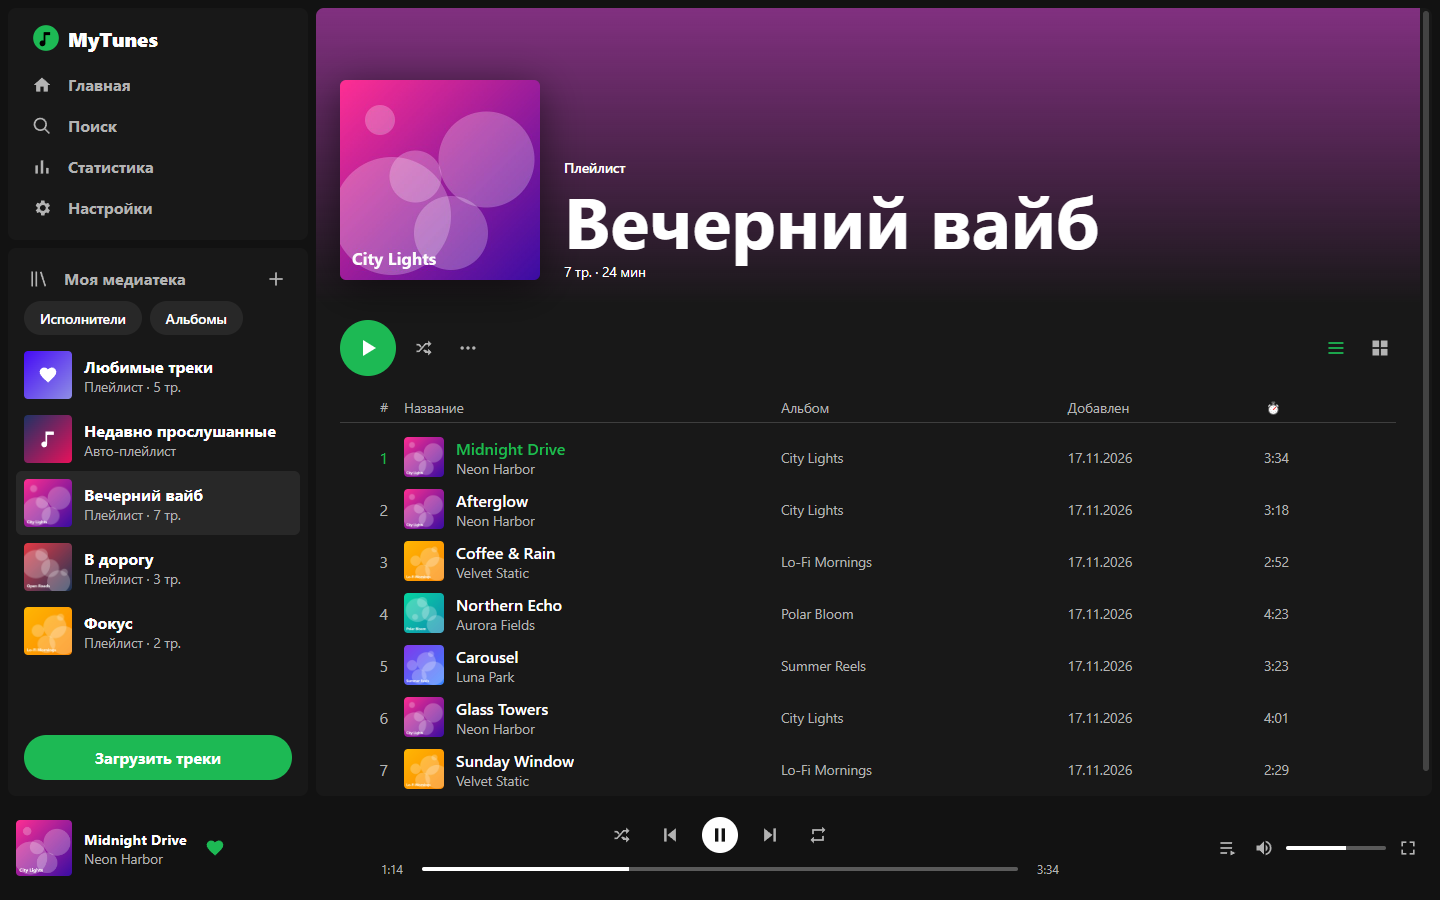 MyTunes
Главная
Поиск
Статистика
Настройки
Моя медиатека
Исполнители
Альбомы
Любимые треки
Плейлист · 5 тр.
Недавно прослушанные
Авто-плейлист
Вечерний вайб
Плейлист · 7 тр.
В дорогу
Плейлист · 3 тр.
Фокус
Плейлист · 2 тр.
Загрузить треки
City Lights
Плейлист
Вечерний вайб
7 тр. · 24 мин
# Название Альбом Добавлен
1 Midnight Drive City Lights 17.11.2026 3:34
Neon Harbor
2 Afterglow City Lights 17.11.2026 3:18
Neon Harbor
3 Coffee & Rain Lo-Fi Mornings 17.11.2026 2:52
Velvet Static
4 Northern Echo Polar Bloom 17.11.2026 4:23
Aurora Fields
5 Carousel Summer Reels 17.11.2026 3:23
Luna Park
6 Glass Towers City Lights 17.11.2026 4:01
Neon Harbor
7 Sunday Window Lo-Fi Mornings 17.11.2026 2:29
Velvet Static
City Lights
Midnight Drive
Neon Harbor
1:14
3:34